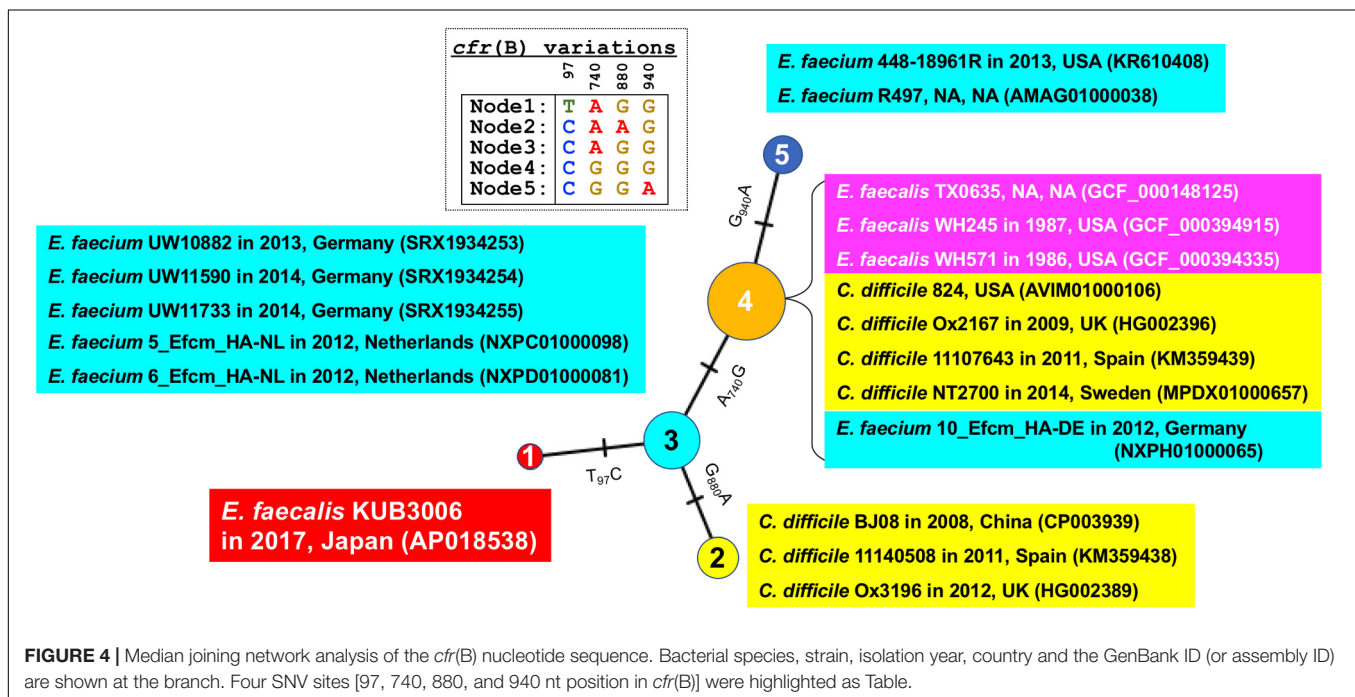 cfr(B) variations
97 740 880 940
Node1: T A G G
Node2: C A A G
Node3: C A G G
Node4: C G G G
Node5: C G G A
E. faecium 448-18961R in 2013, USA (KR610408)
E. faecium R497, NA, NA (AMAG01000038)
5
G940A
E. faecalis TX0635, NA, NA (GCF_000148125)
E. faecalis WH245 in 1987, USA (GCF_000394915)
E. faecalis WH571 in 1986, USA (GCF_000394335)
C. difficile 824, USA (AVIM01000106)
C. difficile Ox2167 in 2009, UK (HG002396)
C. difficile 11107643 in 2011, Spain (KM359439)
C. difficile NT2700 in 2014, Sweden (MPDX01000657)
E. faecium 10_Efcm_HA-DE in 2012, Germany
(NXPH01000065)
4
A740G
E. faecium UW10882 in 2013, Germany (SRX1934253)
E. faecium UW11590 in 2014, Germany (SRX1934254)
E. faecium UW11733 in 2014, Germany (SRX1934255)
E. faecium 5_Efcm_HA-NL in 2012, Netherlands (NXPC01000098)
E. faecium 6_Efcm_HA-NL in 2012, Netherlands (NXPD01000081)
3
1
T97C
G880A
E. faecalis KUB3006
in 2017, Japan (AP018538)
2
C. difficile BJ08 in 2008, China (CP003939)
C. difficile 11140508 in 2011, Spain (KM359438)
C. difficile Ox3196 in 2012, UK (HG002389)
FIGURE 4 | Median joining network analysis of the cfr(B) nucleotide sequence. Bacterial species, strain, isolation year, country and the GenBank ID (or assembly ID)
are shown at the branch. Four SNV sites [97, 740, 880, and 940 nt position in cfr(B)] were highlighted as Table.